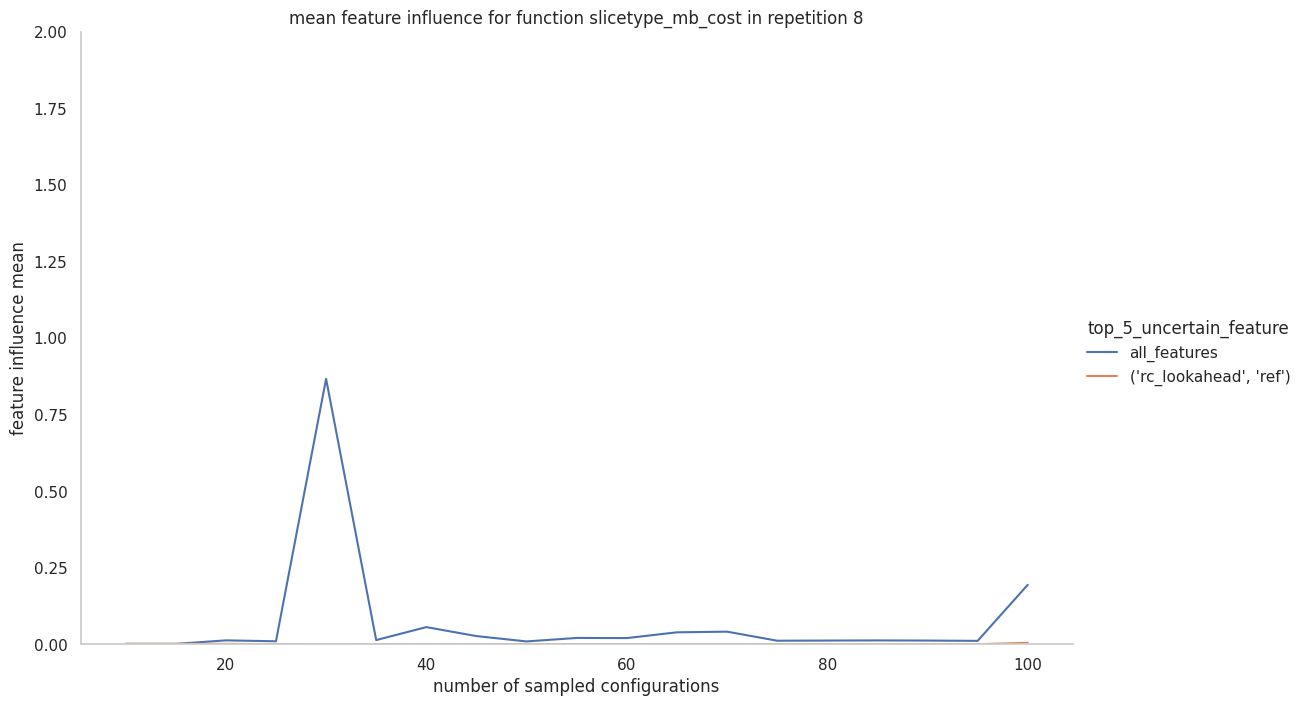 mean feature influence for function slicetype_mb_cost in repetition 8
2.00
1.75
1.50
1.25
1.00
0.75
0.50
0.25
0.00
feature influence mean
20
40
60
80
100
number of sampled configurations
top_5_uncertain_feature
all_features
('rc_lookahead', 'ref')